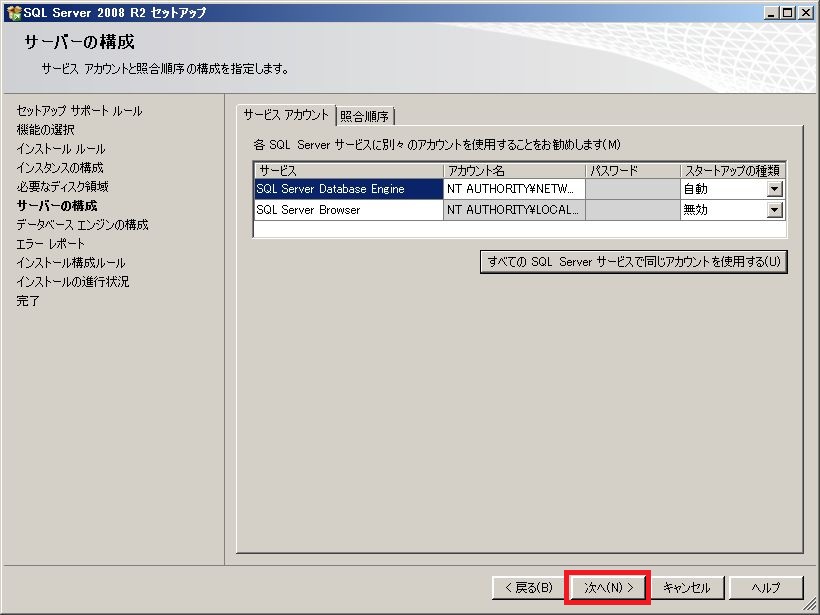 SQL Server 2008 R2 セットアップ
サーバーの構成
サービス アカウントと照合順序の構成を指定します。
セットアップ サポート ルール
機能の選択
インストール ルール
インスタンスの構成
必要なディスク領域
サーバーの構成
データベース エンジンの構成
エラー レポート
インストール構成ルール
インストールの進行状況
完了
サービス アカウント 照合順序
各 SQL Server サービスに別々のアカウントを使用することをお勧めします(M)
サービス アカウント名 パスワード スタートアップの種類
SQL Server Database Engine NT AUTHORITY¥NETW... 自動
SQL Server Browser NT AUTHORITY¥LOCAL... 無効
すべての SQL Server サービスで同じアカウントを使用する(U)
< 戻る(B) 次へ(N) > キャンセル ヘルプ